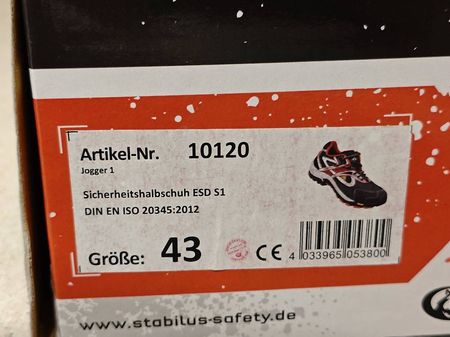 Artikel-Nr. 10120
Jogger 1
Sicherheitshalbschuh ESD S1
DIN EN ISO 20345:2012
Größe: 43 CE
4 033965 053800
www.stabilus-safety.de